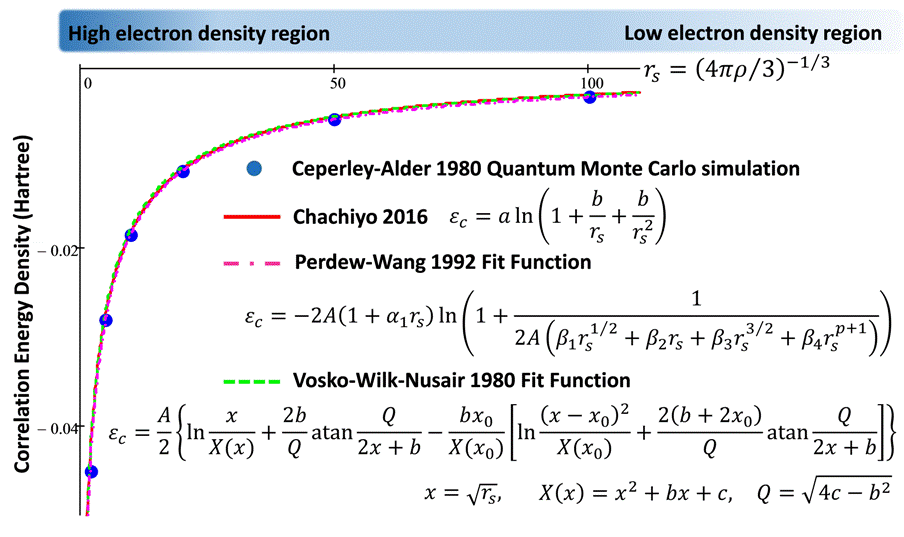 High electron density region Low electron density region
0 50 100 r_s = (4πρ/3)^{-1/3}
Correlation Energy Density (Hartree)
Ceperley-Alder 1980 Quantum Monte Carlo simulation
Chachiyo 2016 ε_c = a ln(1 + b/r_s + b/r_s^2)
− 0.02
Perdew-Wang 1992 Fit Function
ε_c = −2A(1 + α_1 r_s) ln(1 + 1/(2A(β_1 r_s^{1/2} + β_2 r_s + β_3 r_s^{3/2} + β_4 r_s^{p+1})))
Vosko-Wilk-Nusair 1980 Fit Function
− 0.04
ε_c = A/2 {ln x/X(x) + 2b/Q atan Q/(2x + b) − bx_0/X(x_0) [ln (x − x_0)^2/X(x_0) + 2(b + 2x_0)/Q atan Q/(2x + b)]}
x = √r_s, X(x) = x^2 + bx + c, Q = √(4c − b^2)